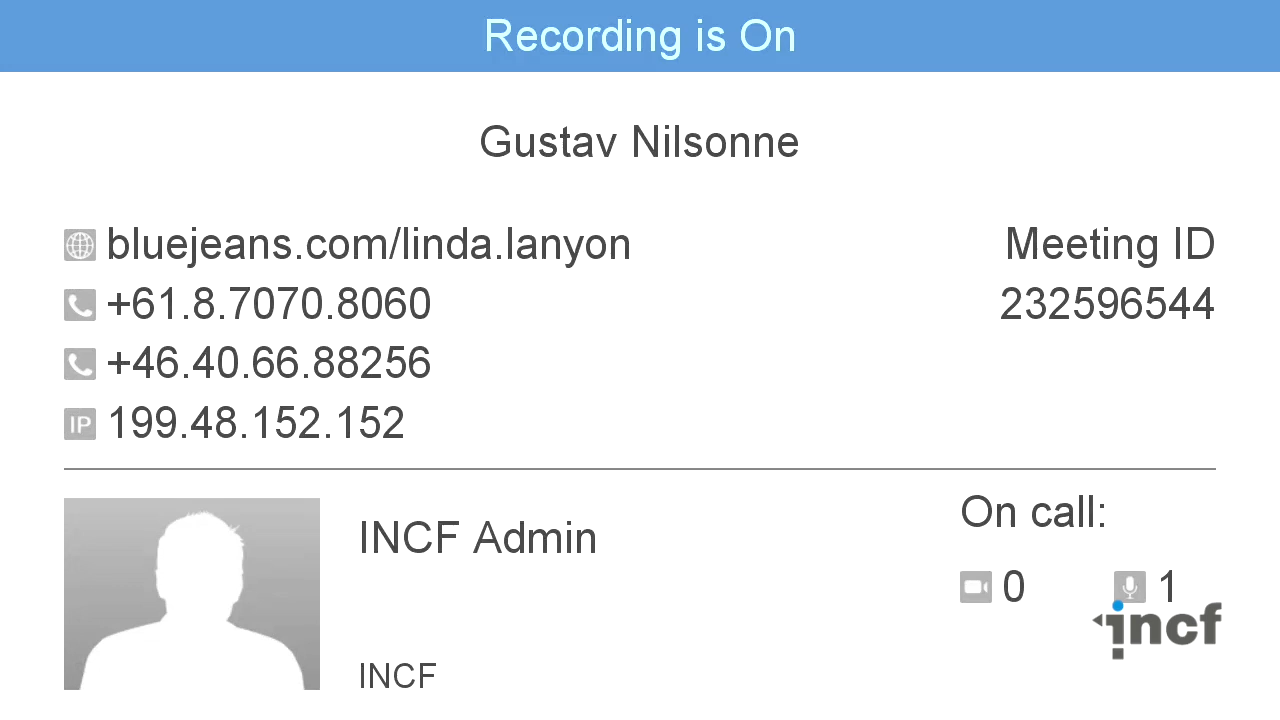 Recording is On
Gustav Nilsonne
bluejeans.com/linda.lanyon
Meeting ID
+61.8.7070.8060
232596544
+46.40.66.88256
IP 199.48.152.152
INCF Admin
On call:
0 1
incf
INCF